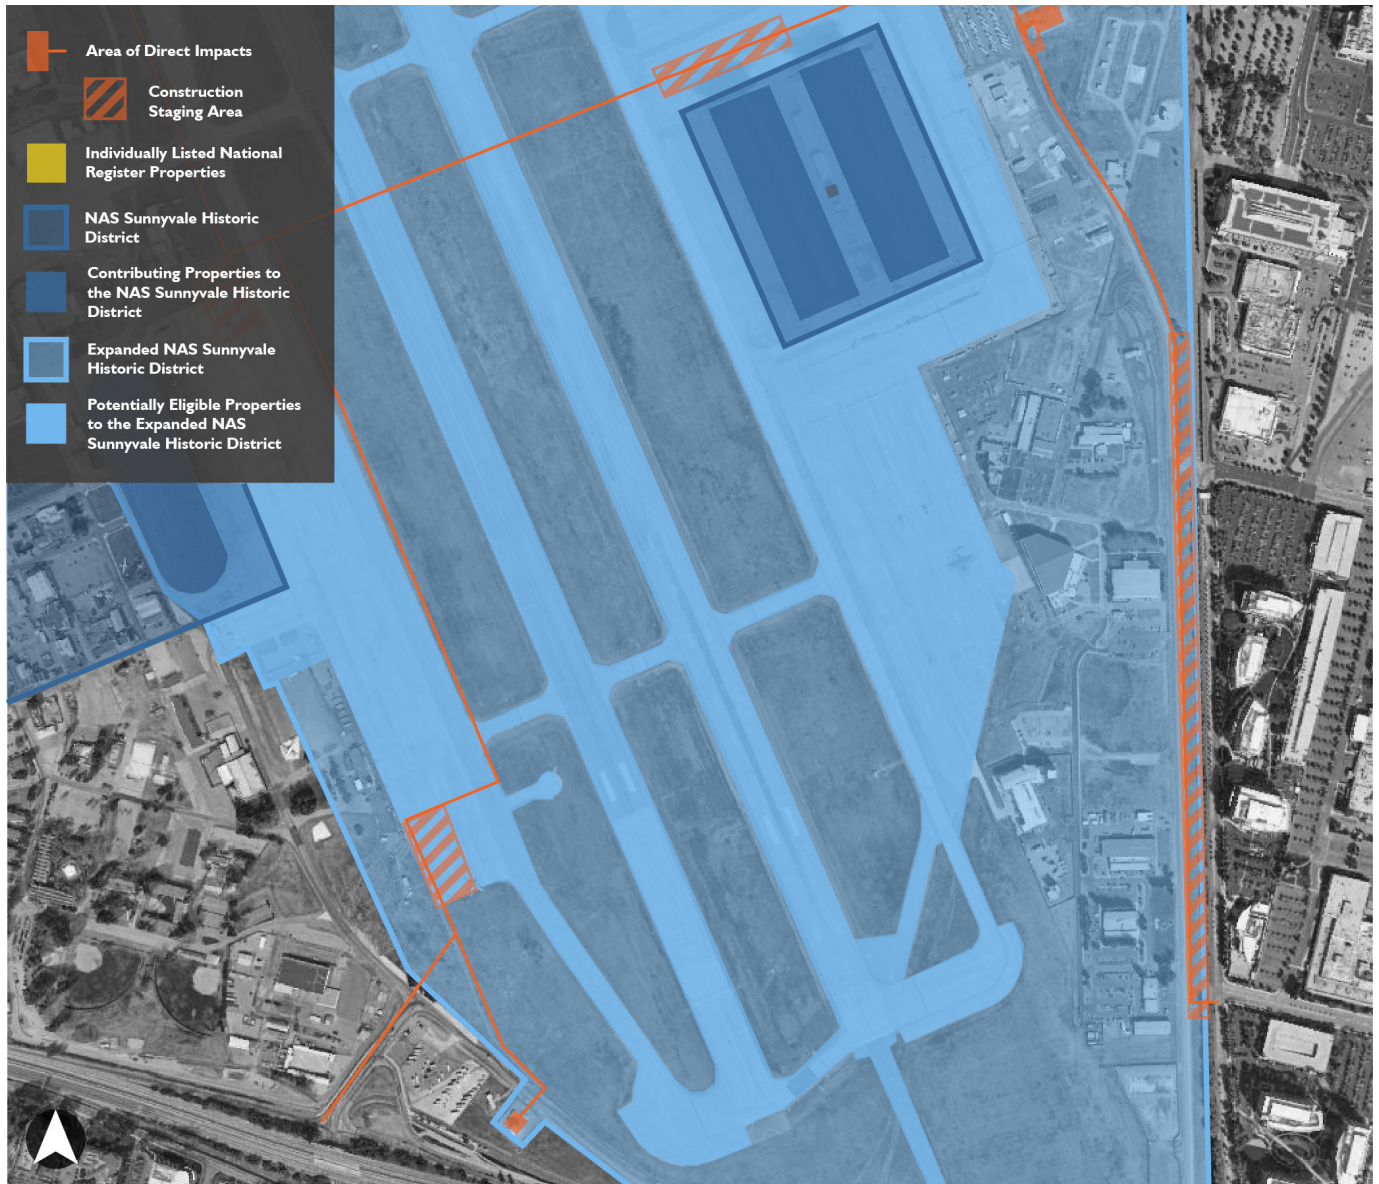 Area of Direct Impacts
Construction
Staging Area
Individually Listed National
Register Properties
NAS Sunnyvale Historic
District
Contributing Properties to
the NAS Sunnyvale Historic
District
Expanded NAS Sunnyvale
Historic District
Potentially Eligible Properties
to the Expanded NAS
Sunnyvale Historic District